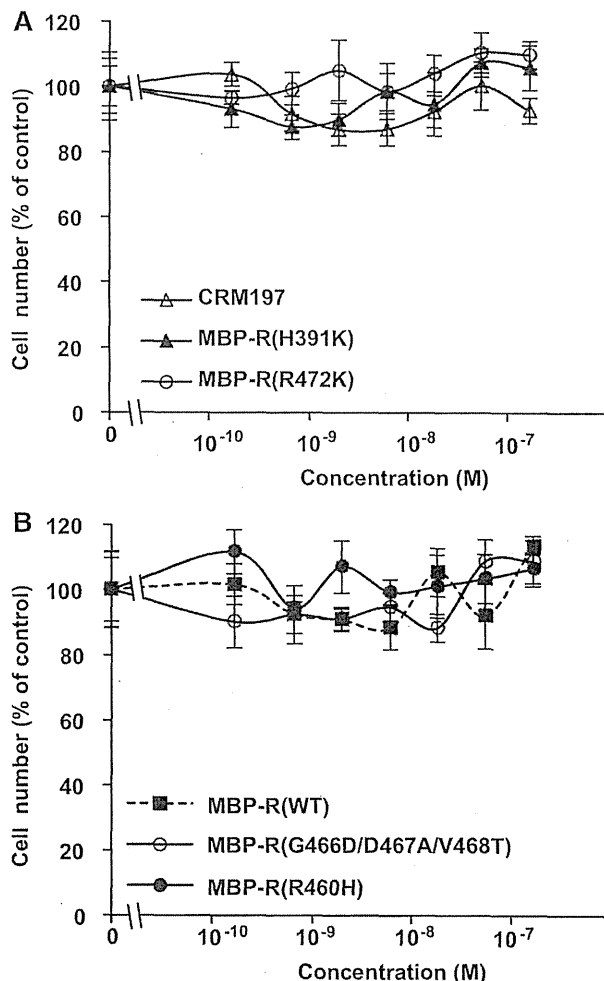 A
Cell number (% of control)
120
100
80
60
40
20
0
CRM197
MBP-R(H391K)
MBP-R(R472K)
0
10-10
10-9
10-8
10-7
Concentration (M)
B
Cell number (% of control)
120
100
80
60
40
20
0
MBP-R(WT)
MBP-R(G466D/D467A/V468T)
MBP-R(R460H)
0
10-10
10-9
10-8
10-7
Concentration (M)